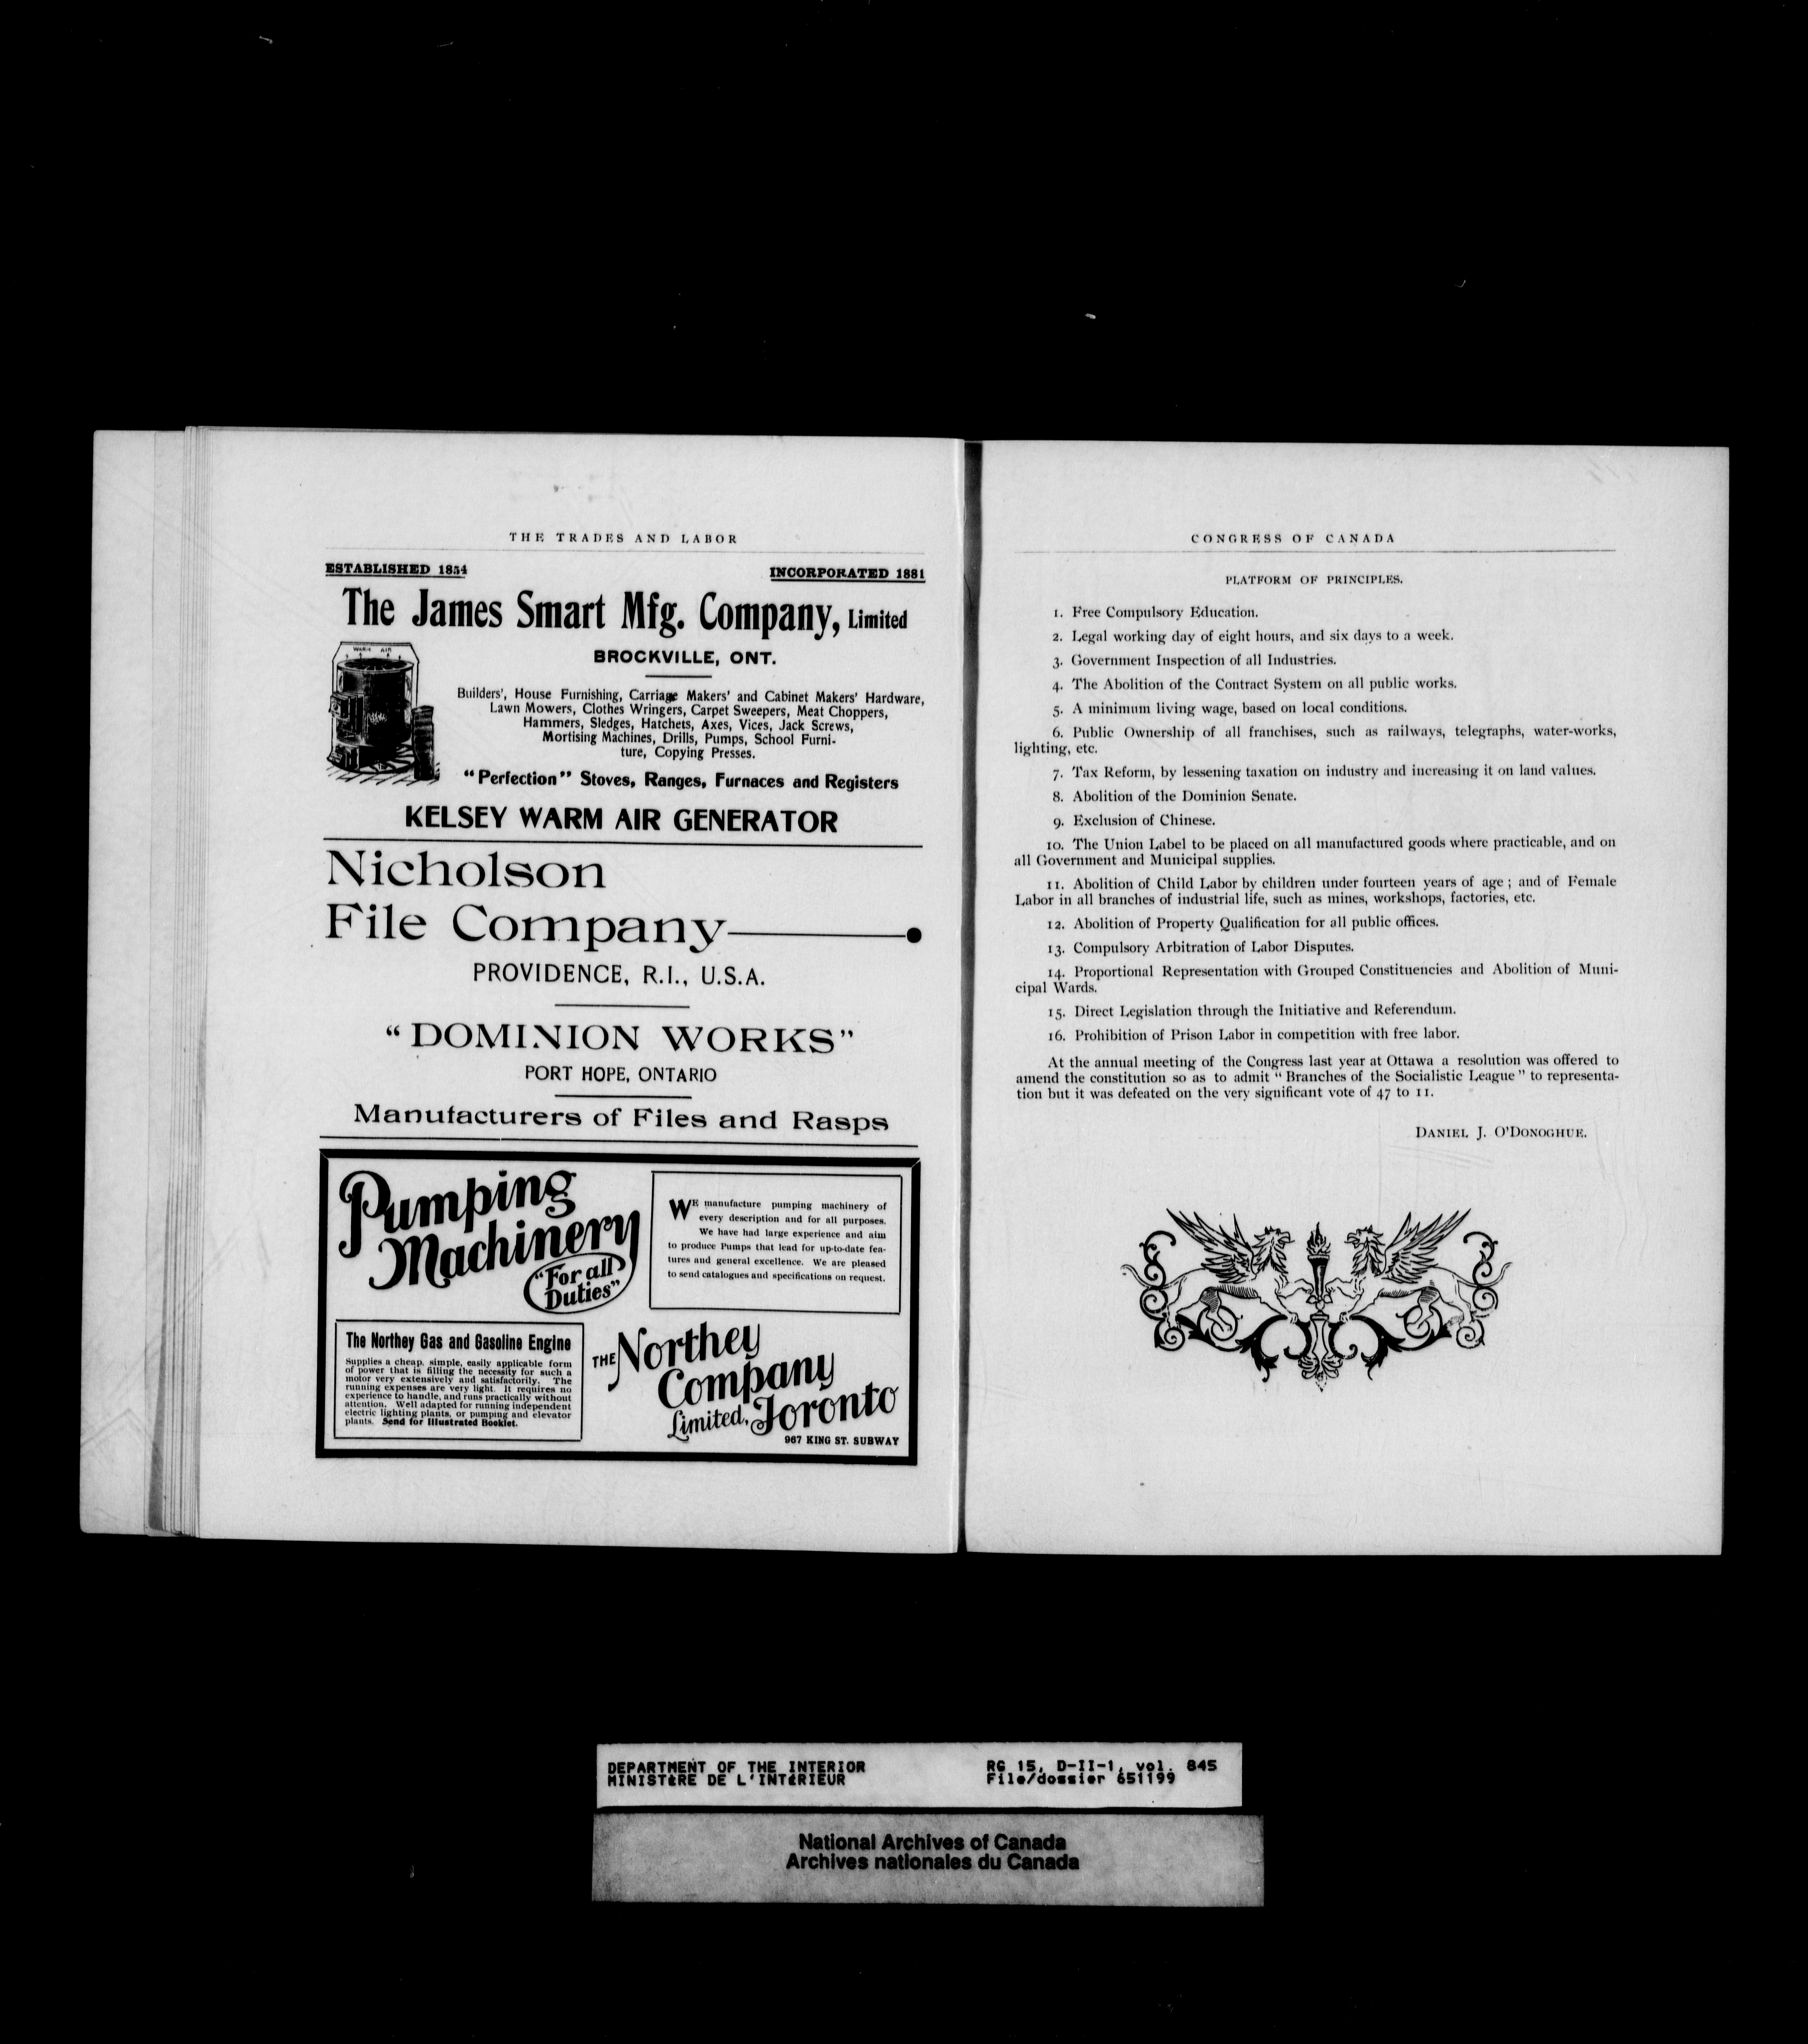 THE TRADES AND LABOR
ESTABLISHED 1854
INCORPORATED 1881
The James Smart Mfg. Company, Limited
WARM AIR
BROCKVILLE, ONT.
Builders', House Furnishing, Carriage Makers' and Cabinet Makers' Hardware,
Lawn Mowers, Clothes Wringers, Carpet Sweepers, Meat Choppers,
Hammers, Sledges, Hatchets, Axes, Vices, Jack Screws,
Mortising Machines, Drills, Pumps, School Furni-
ture, Copying Presses.
"Perfection" Stoves, Ranges, Furnaces and Registers
KELSEY WARM AIR GENERATOR
Nicholson
File Company
PROVIDENCE, R.I., U.S.A.
"DOMINION WORKS"
PORT HOPE, ONTARIO
Manufacturers of Files and Rasps
Pumping
Machinery
"For all
Duties"
WE manufacture pumping machinery of
every description and for all purposes.
We have had large experience and aim
to produce Pumps that lead for up-to-date fea-
tures and general excellence. We are pleased
to send catalogues and specifications on request.
The Northey Gas and Gasoline Engine
Supplies a cheap, simple, easily applicable form
of power that is filling the necessity for such a
motor very extensively and satisfactorily. The
running expenses are very light. It requires no
experience to handle, and runs practically without
attention. Well adapted for running independent
electric lighting plants, or pumping and elevator
plants. Send for Illustrated Booklet.
THE Northey
Company
Limited, Toronto
967 KING ST. SUBWAY
CONGRESS OF CANADA
PLATFORM OF PRINCIPLES.
1. Free Compulsory Education.
2. Legal working day of eight hours, and six days to a week.
3. Government Inspection of all Industries.
4. The Abolition of the Contract System on all public works.
5. A minimum living wage, based on local conditions.
6. Public Ownership of all franchises, such as railways, telegraphs, water-works,
lighting, etc.
7. Tax Reform, by lessening taxation on industry and increasing it on land values.
8. Abolition of the Dominion Senate.
9. Exclusion of Chinese.
10. The Union Label to be placed on all manufactured goods where practicable, and on
all Government and Municipal supplies.
11. Abolition of Child Labor by children under fourteen years of age; and of Female
Labor in all branches of industrial life, such as mines, workshops, factories, etc.
12. Abolition of Property Qualification for all public offices.
13. Compulsory Arbitration of Labor Disputes.
14. Proportional Representation with Grouped Constituencies and Abolition of Muni-
cipal Wards.
15. Direct Legislation through the Initiative and Referendum.
16. Prohibition of Prison Labor in competition with free labor.
At the annual meeting of the Congress last year at Ottawa a resolution was offered to
amend the constitution so as to admit "Branches of the Socialistic League" to representa-
tion but it was defeated on the very significant vote of 47 to 11.
DANIEL J. O'DONOGHUE.
DEPARTMENT OF THE INTERIOR
MINISTÈRE DE L'INTÉRIEUR
RG 15, D-II-1, vol. 845
File/dossier 651199
National Archives of Canada
Archives nationales du Canada